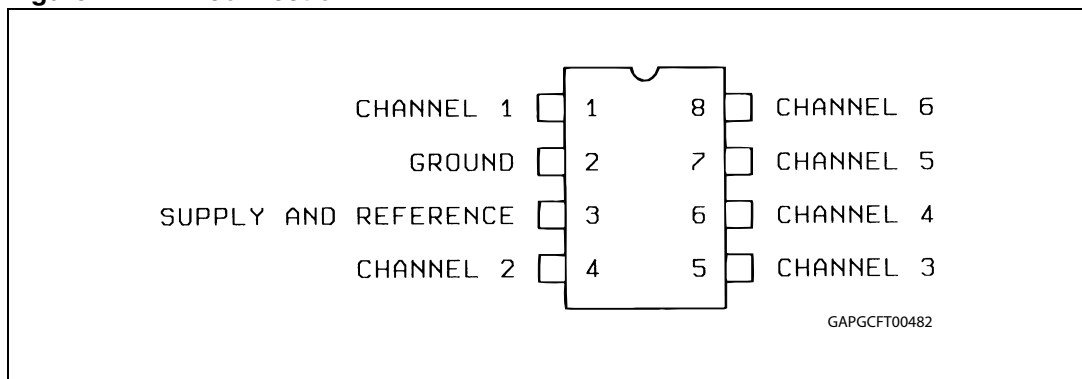 CHANNEL 1 1 8 CHANNEL 6
GROUND 2 7 CHANNEL 5
SUPPLY AND REFERENCE 3 6 CHANNEL 4
CHANNEL 2 4 5 CHANNEL 3
GAPGCFT00482